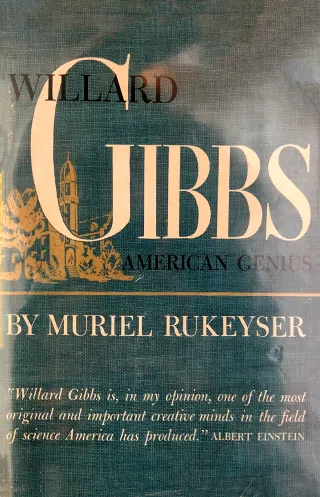 WILLARD
GIBBS
AMERICAN GENIUS
BY MURIEL RUKEYSER
"Willard Gibbs is, in my opinion, one of the most
original and important creative minds in the field
of science America has produced." ALBERT EINSTEIN